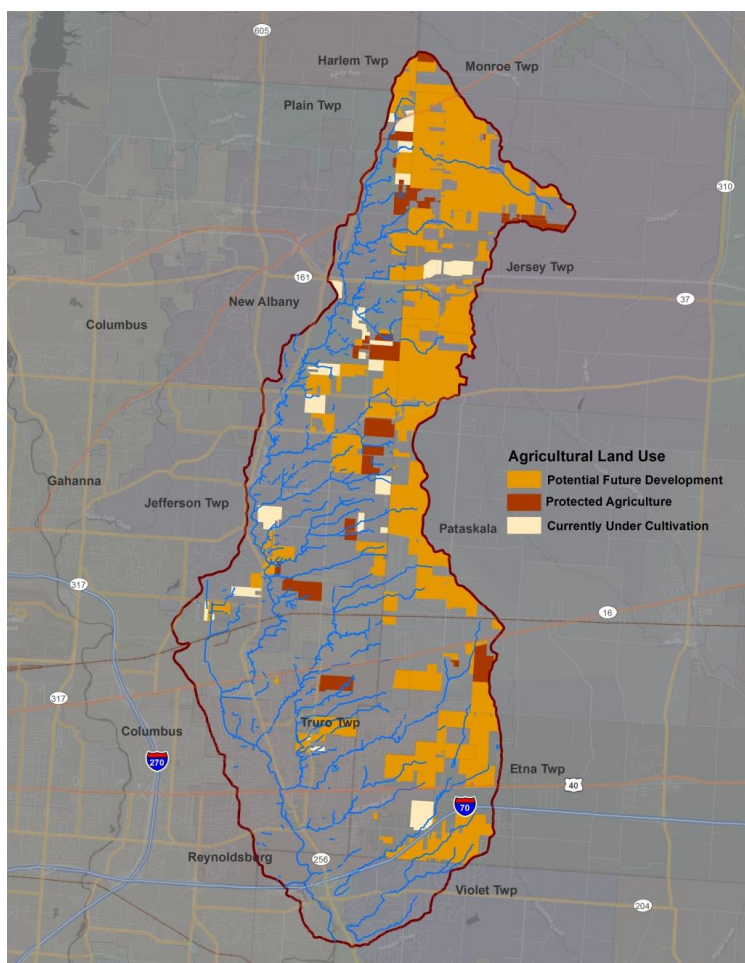 605
Harlem Twp
Monroe Twp
Plain Twp
310
161
Jersey Twp
New Albany
37
Columbus
Agricultural Land Use
Potential Future Development
Protected Agriculture
Currently Under Cultivation
Gahanna
Jefferson Twp
Pataskala
317
16
317
Truro Twp
Columbus
270
Etna Twp
40
70
Reynoldsburg
256
Violet Twp
204